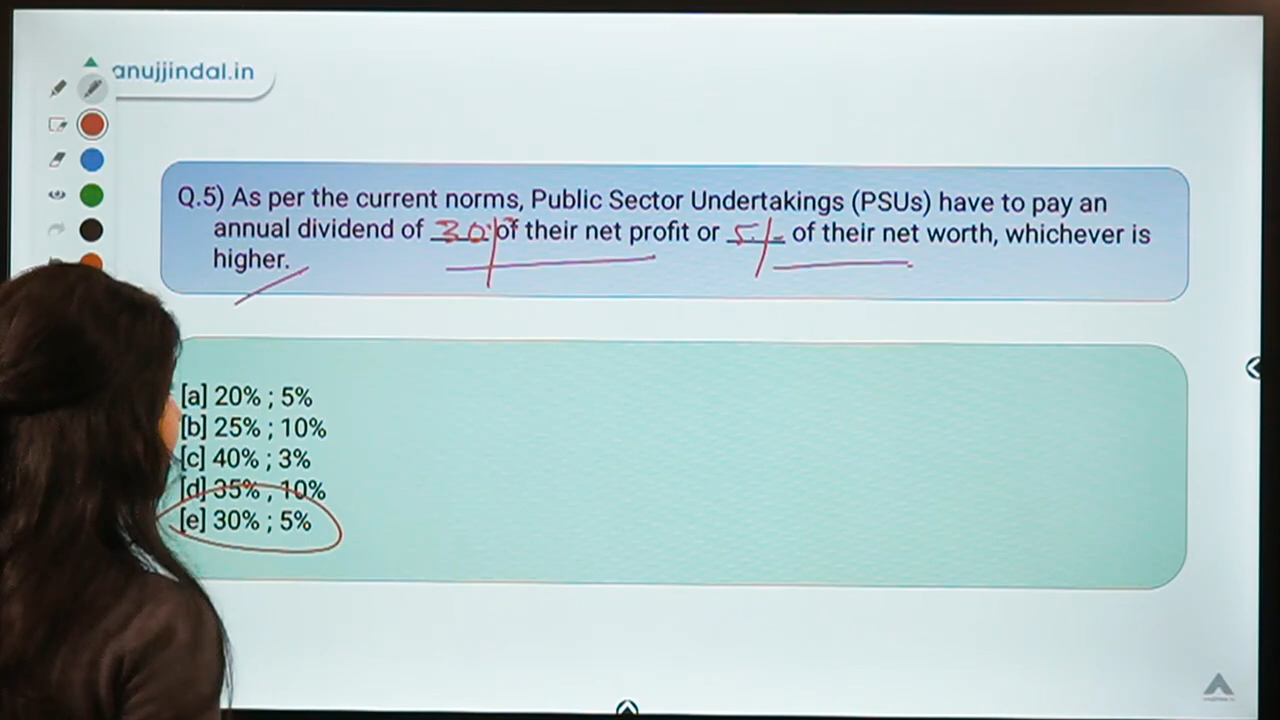 anujjindal.in
Q.5) As per the current norms, Public Sector Undertakings (PSUs) have to pay an
annual dividend of 30% of their net profit or 5% of their net worth, whichever is
higher.
[a] 20% ; 5%
[b] 25% ; 10%
[c] 40% ; 3%
[d] 35% ; 10%
[e] 30% ; 5%